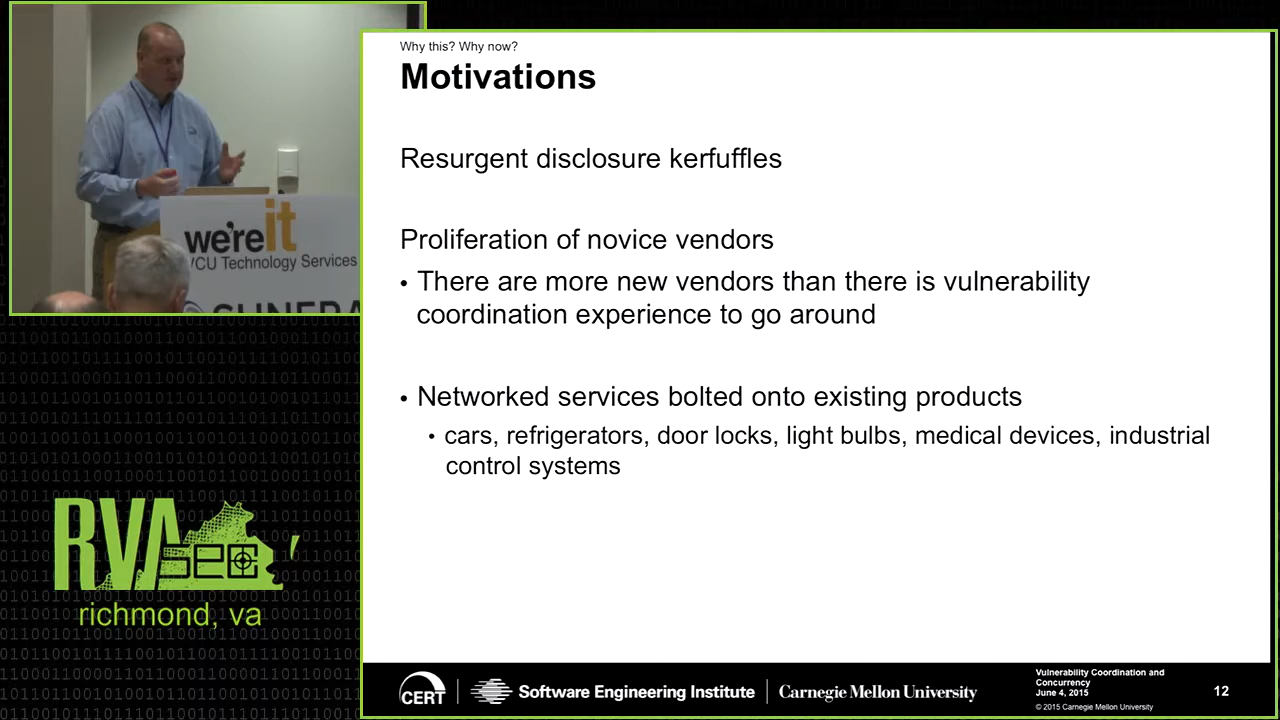 Why this? Why now?
Motivations
Resurgent disclosure kerfuffles
Proliferation of novice vendors
• There are more new vendors than there is vulnerability
coordination experience to go around
• Networked services bolted onto existing products
• cars, refrigerators, door locks, light bulbs, medical devices, industrial
control systems
we're it
VCU Technology Services
RVAsec
richmond, va
CERT
Software Engineering Institute
Carnegie Mellon University
Vulnerability Coordination and
Concurrency
June 4, 2015
© 2015 Carnegie Mellon University
12